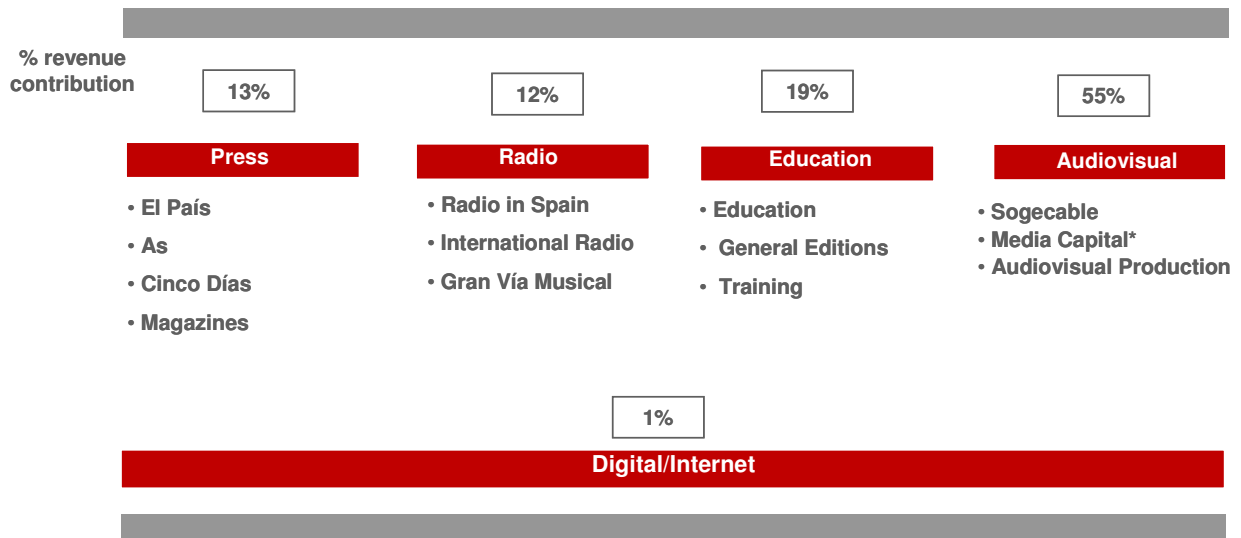 % revenue
contribution
13%
12%
19%
55%
Press
Radio
Education
Audiovisual
• El País
• As
• Cinco Días
• Magazines
• Radio in Spain
• International Radio
• Gran Vía Musical
• Education
• General Editions
• Training
• Sogecable
• Media Capital*
• Audiovisual Production
1%
Digital/Internet